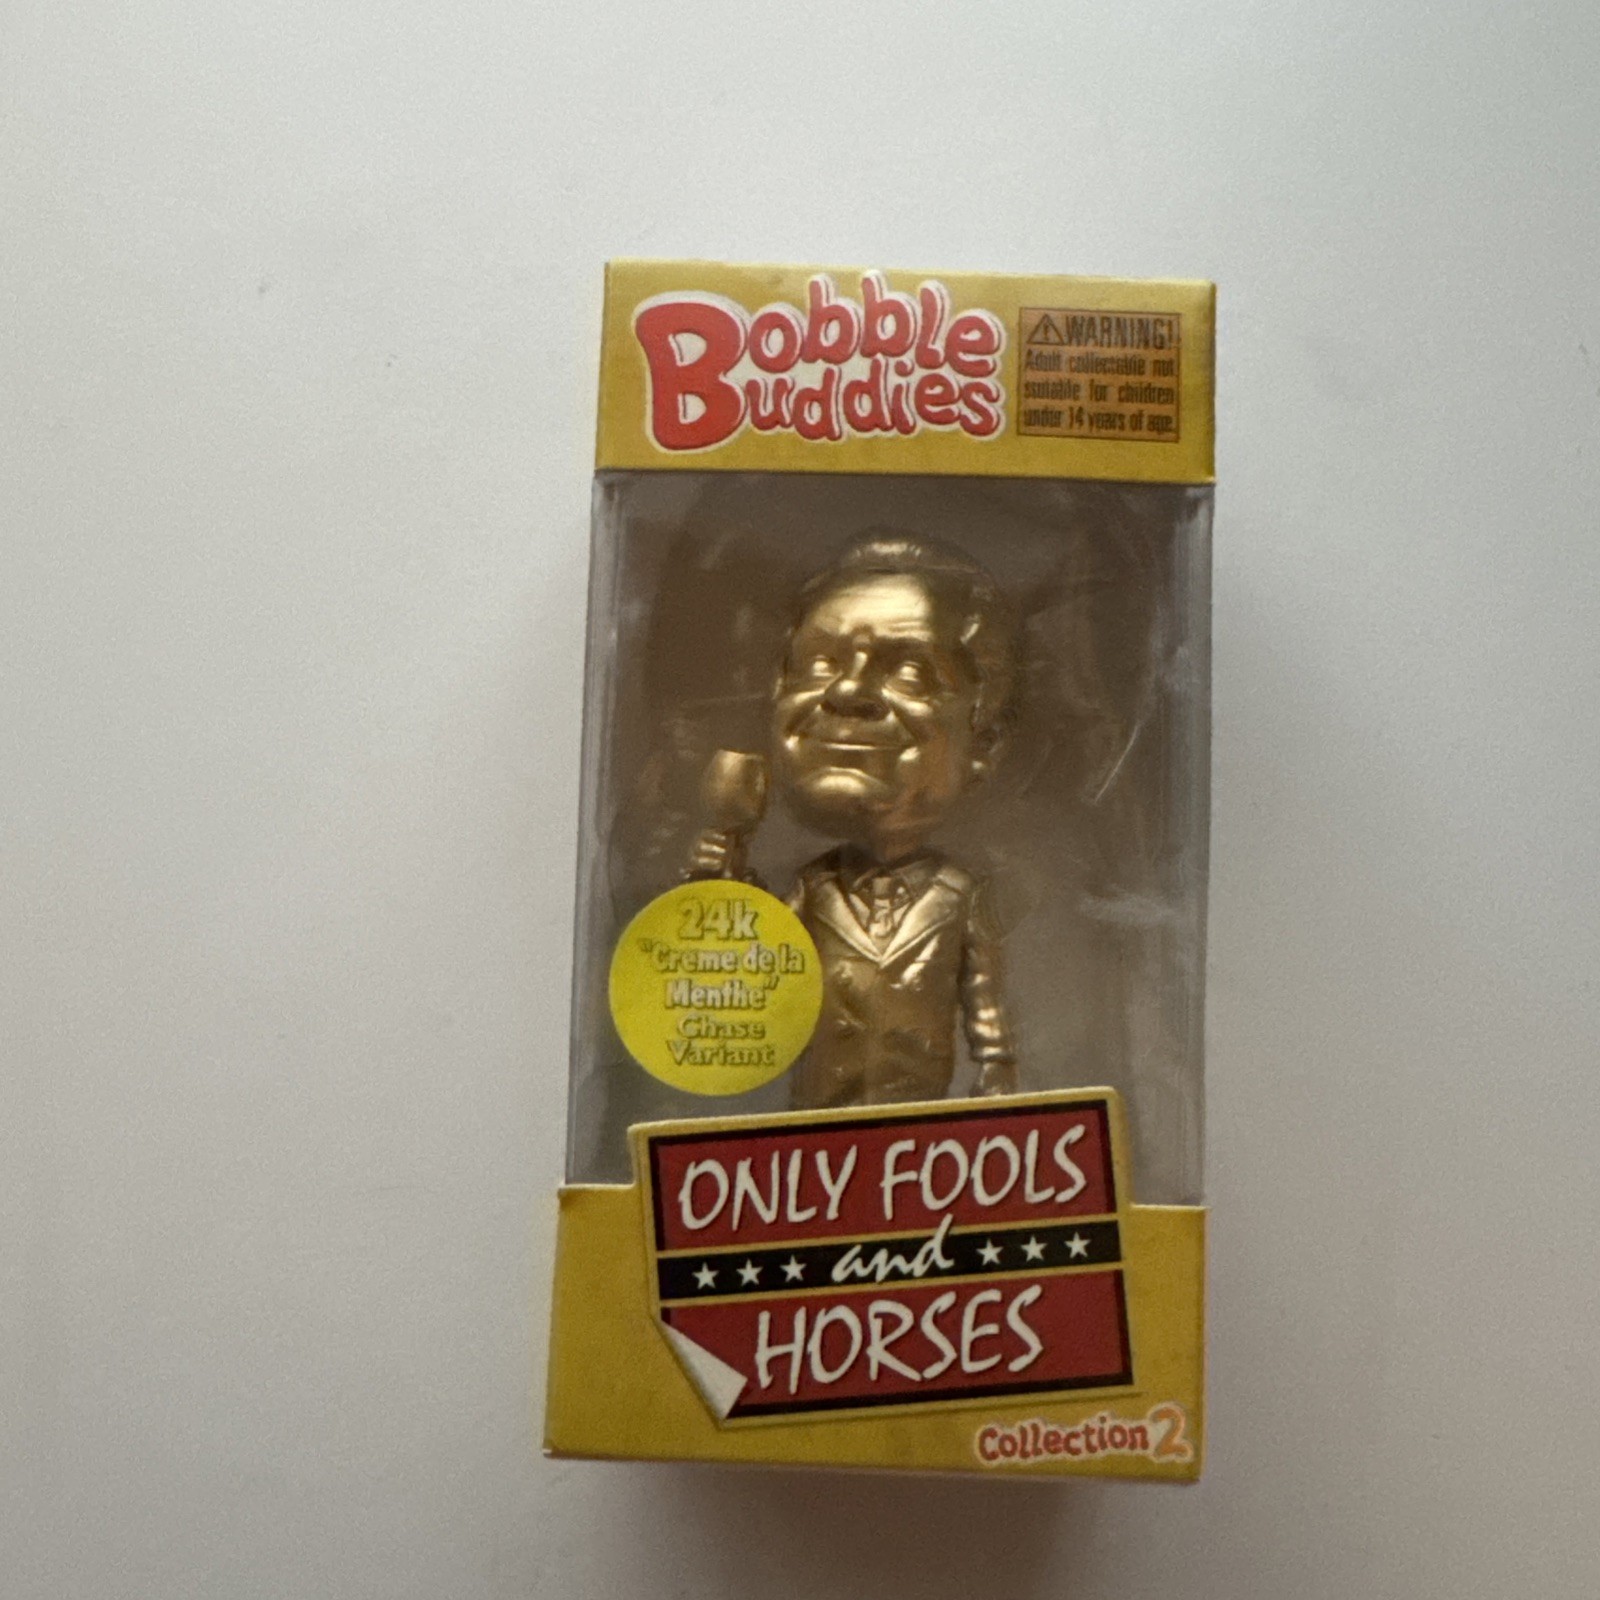 Bobble
Buddies
WARNING!
Adult collectable not
suitable for children
under 14 years of age.
24k
"Creme de la
Menthe"
Chase
Variant
ONLY FOOLS
and
HORSES
Collection 2